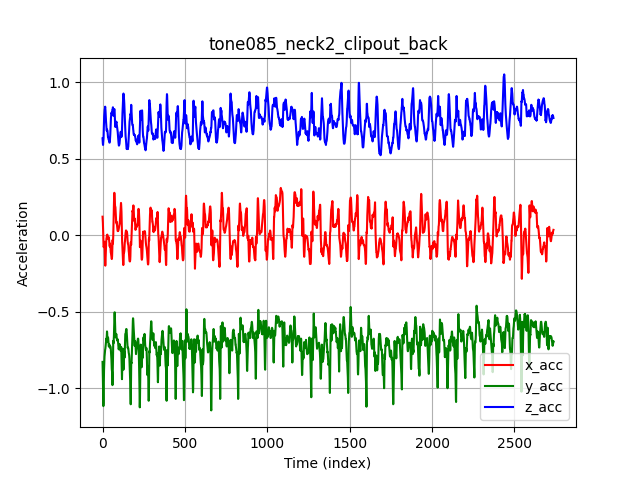 tone085_neck2_clipout_back
1.0
0.5
0.0
−0.5
−1.0
Acceleration
0
500
1000
1500
2000
2500
Time (index)
x_acc
y_acc
z_acc